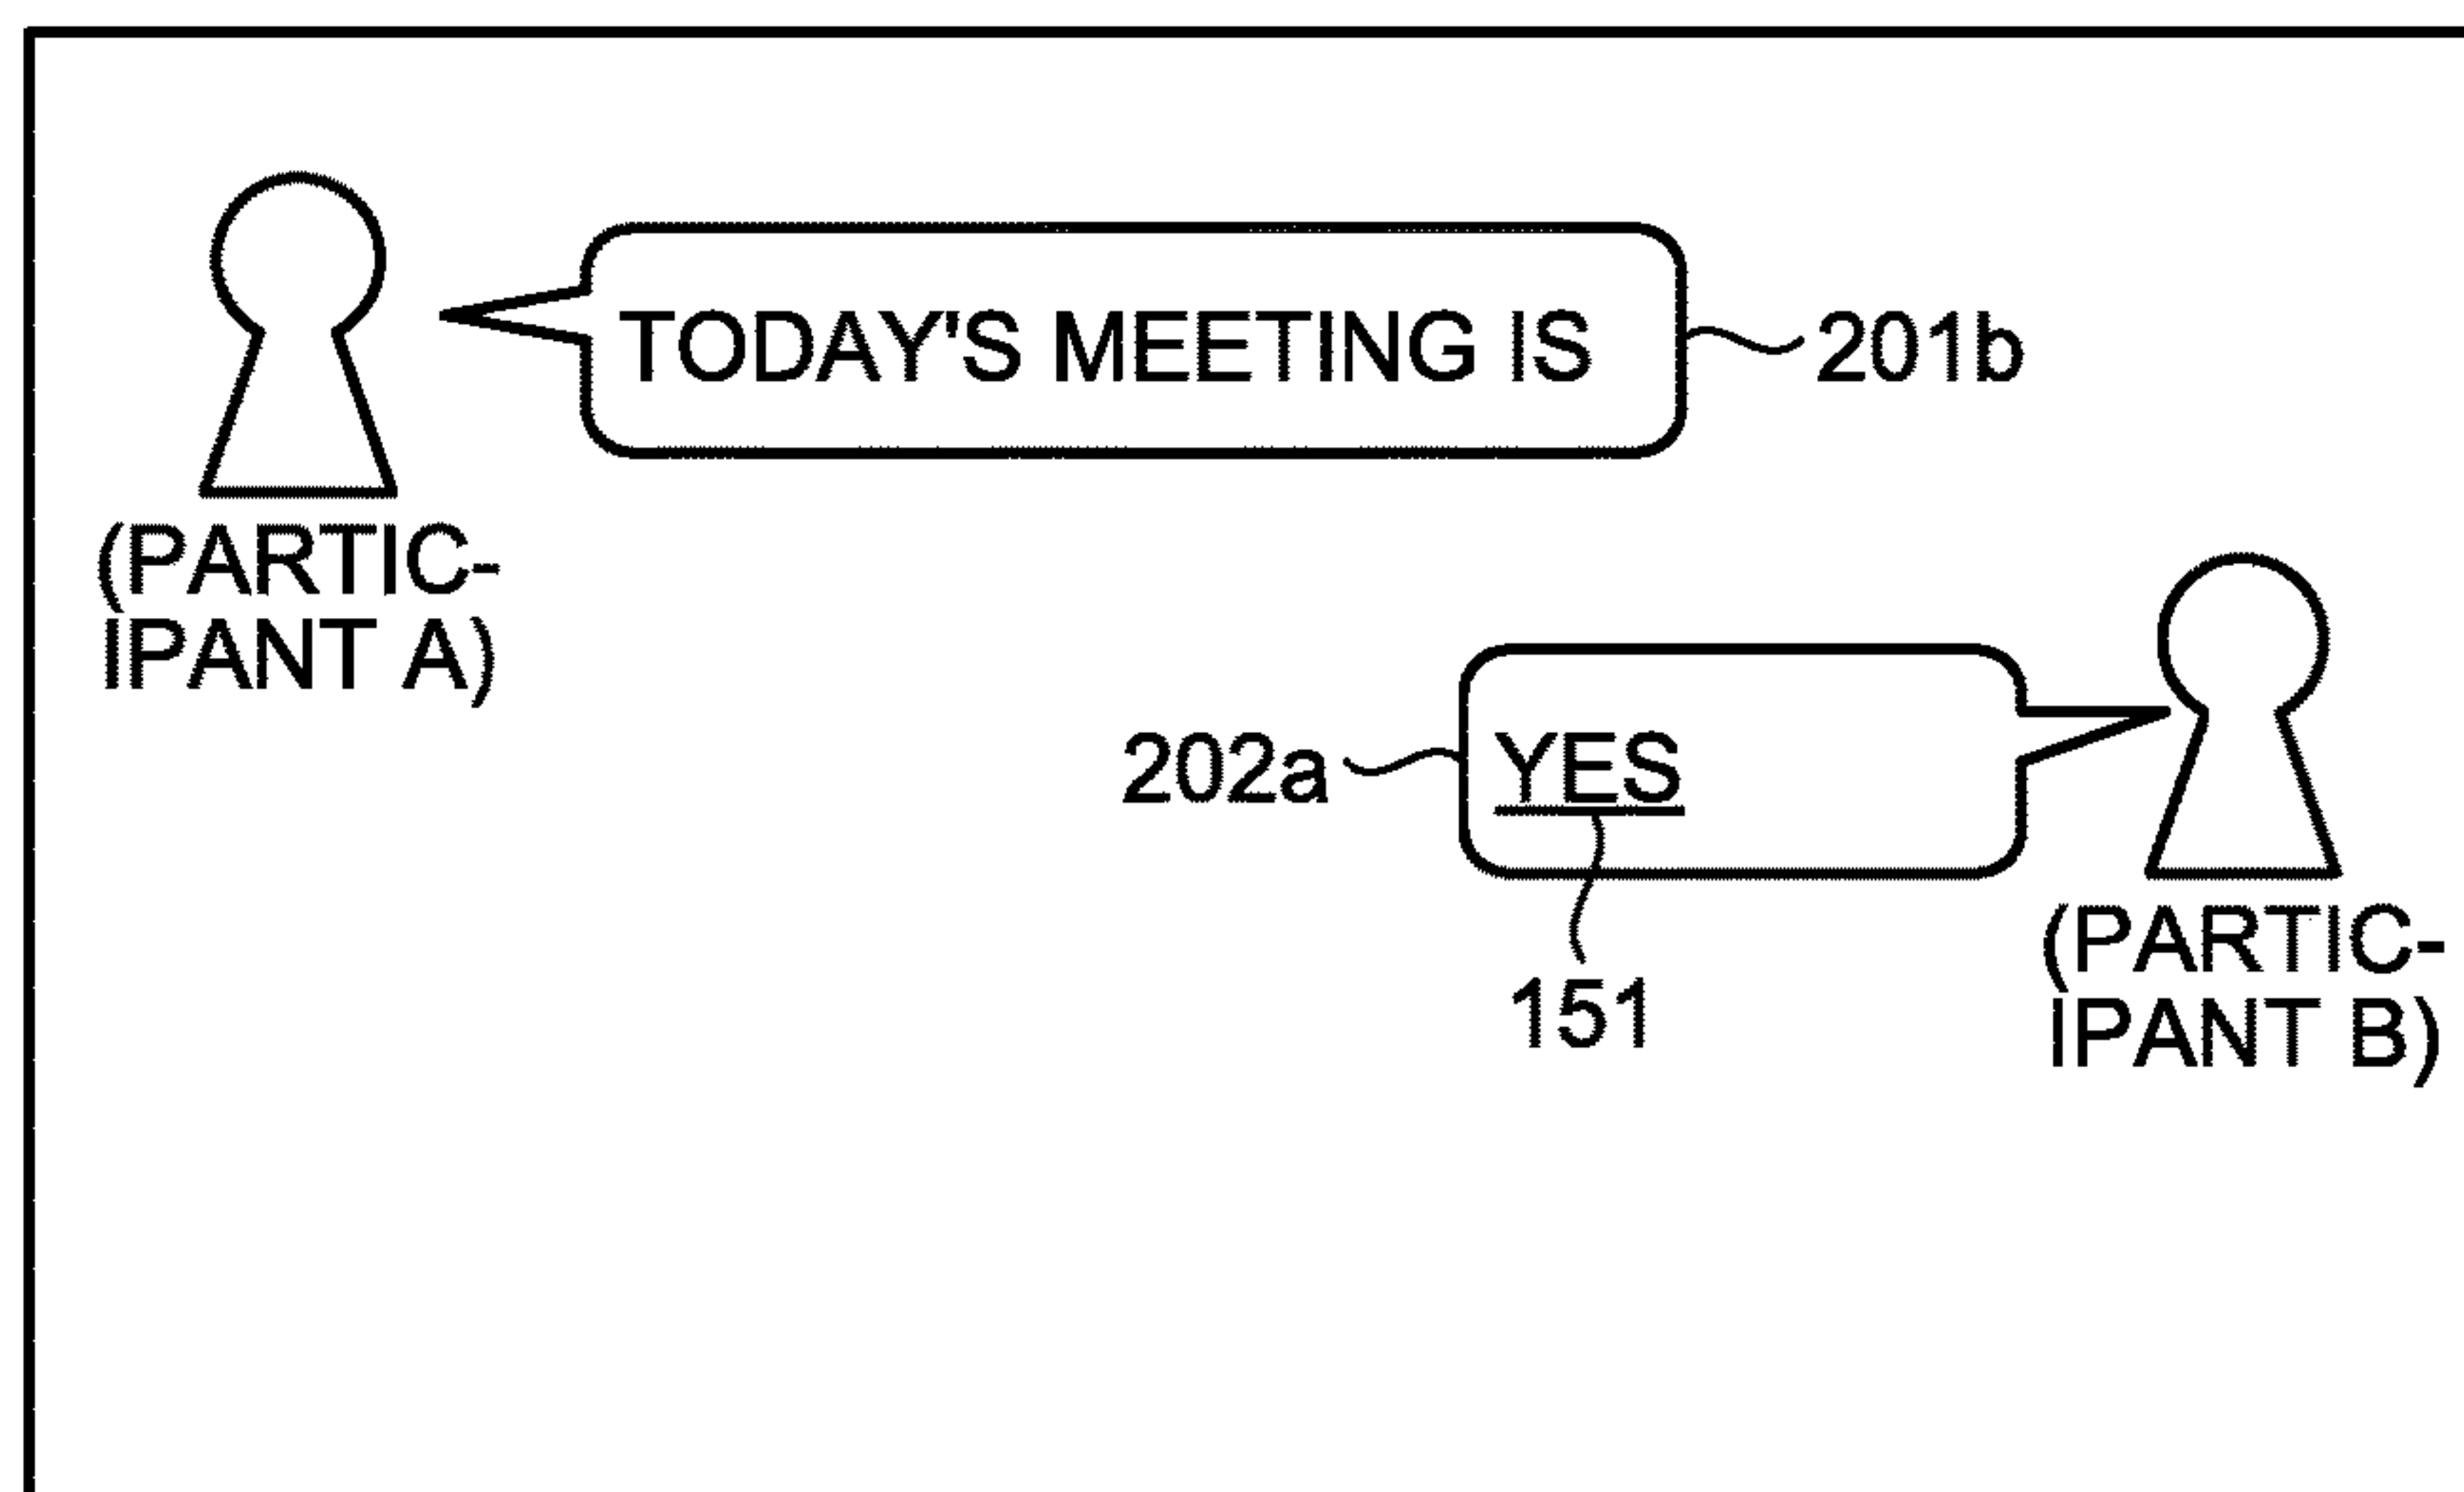 TODAY'S MEETING IS
201b
(PARTIC-
IPANT A)
202a
YES
151
(PARTIC-
IPANT B)